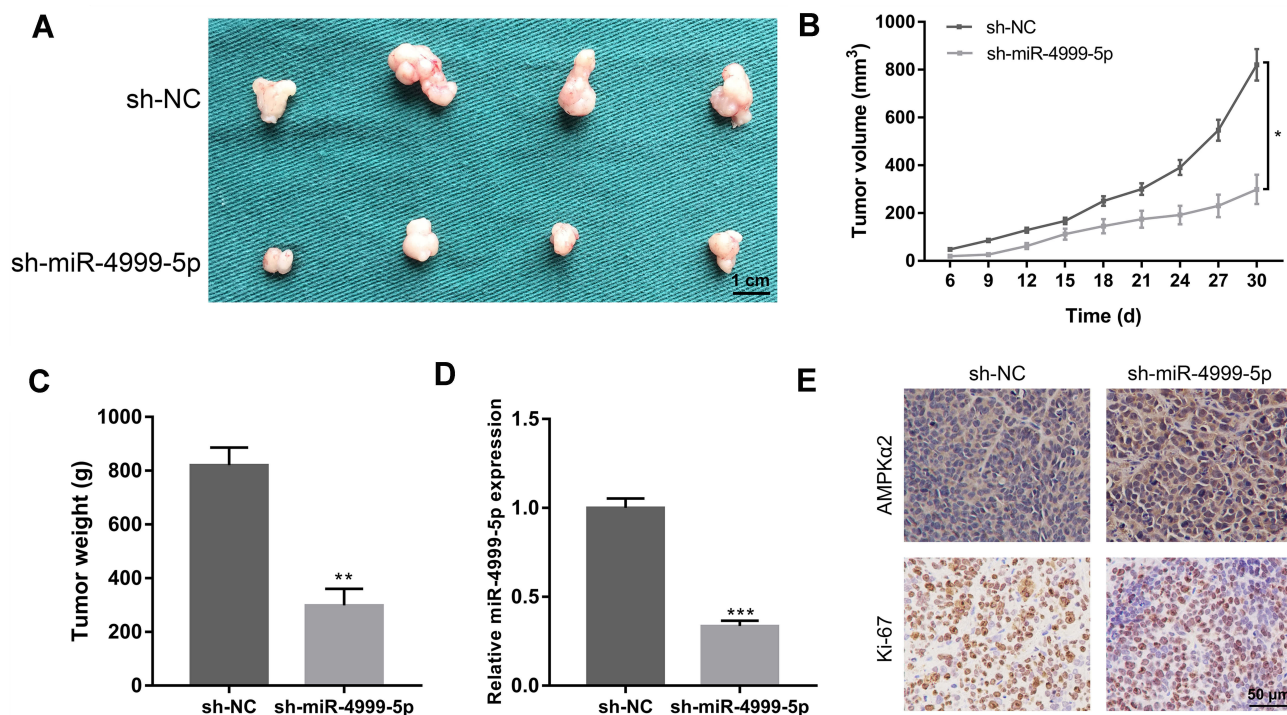 A
sh-NC
sh-miR-4999-5p
1 cm
B
sh-NC
sh-miR-4999-5p
Tumor volume (mm³)
1000
800
600
400
200
0
*
6 9 12 15 18 21 24 27 30
Time (d)
C
Tumor weight (g)
1000
800
600
400
200
0
**
sh-NC sh-miR-4999-5p
D
Relative miR-4999-5p expression
1.5
1.0
0.5
0.0
***
sh-NC sh-miR-4999-5p
E
sh-NC sh-miR-4999-5p
AMPKα2
Ki-67
50 μm